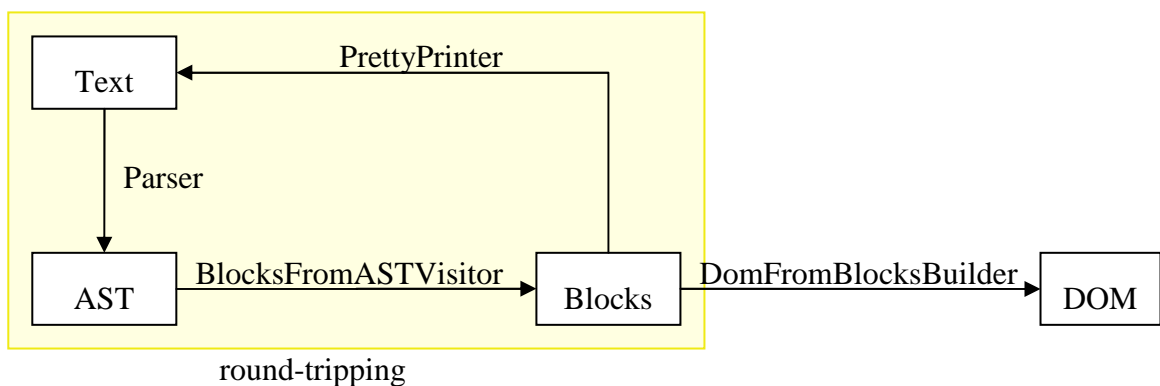 PrettyPrinter
Text
Parser
BlocksFromASTVisitor
DomFromBlocksBuilder
AST
Blocks
DOM
round-tripping